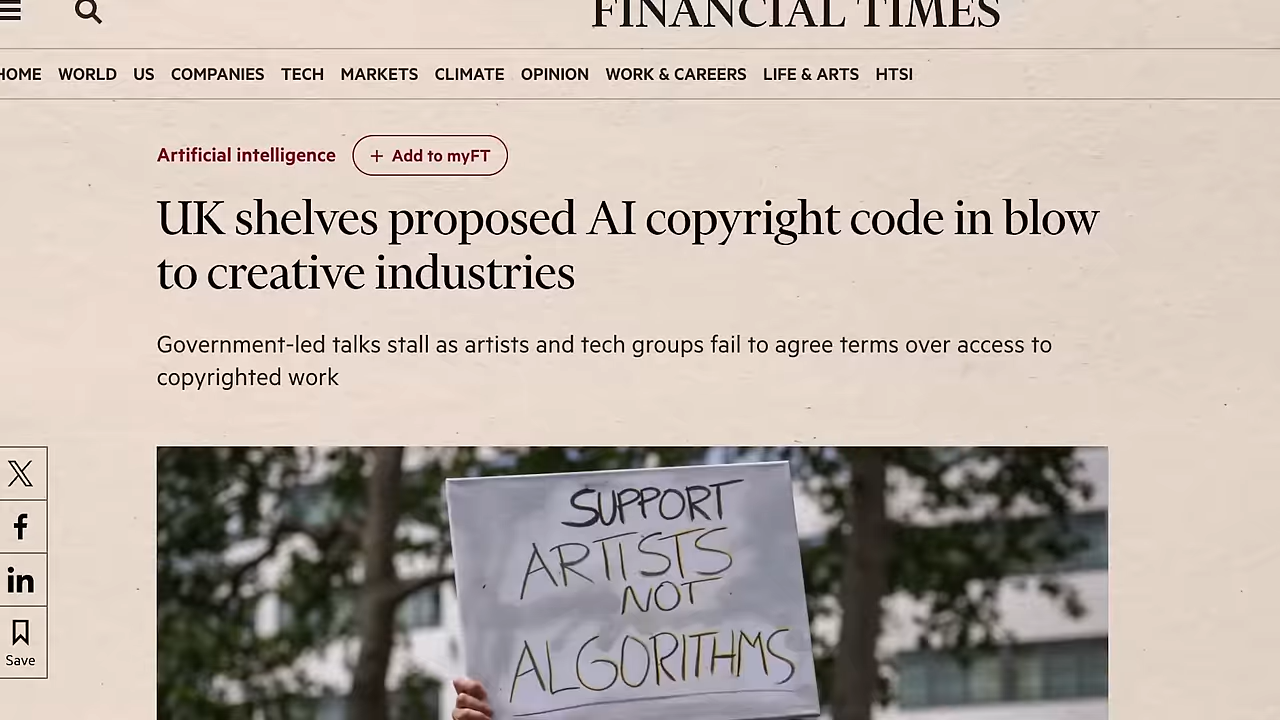 FINANCIAL TIMES
HOME WORLD US COMPANIES TECH MARKETS CLIMATE OPINION WORK & CAREERS LIFE & ARTS HTSI
Artificial intelligence + Add to myFT
UK shelves proposed AI copyright code in blow
to creative industries
Government-led talks stall as artists and tech groups fail to agree terms over access to
copyrighted work
Save
SUPPORT
ARTISTS
NOT
ALGORITHMS